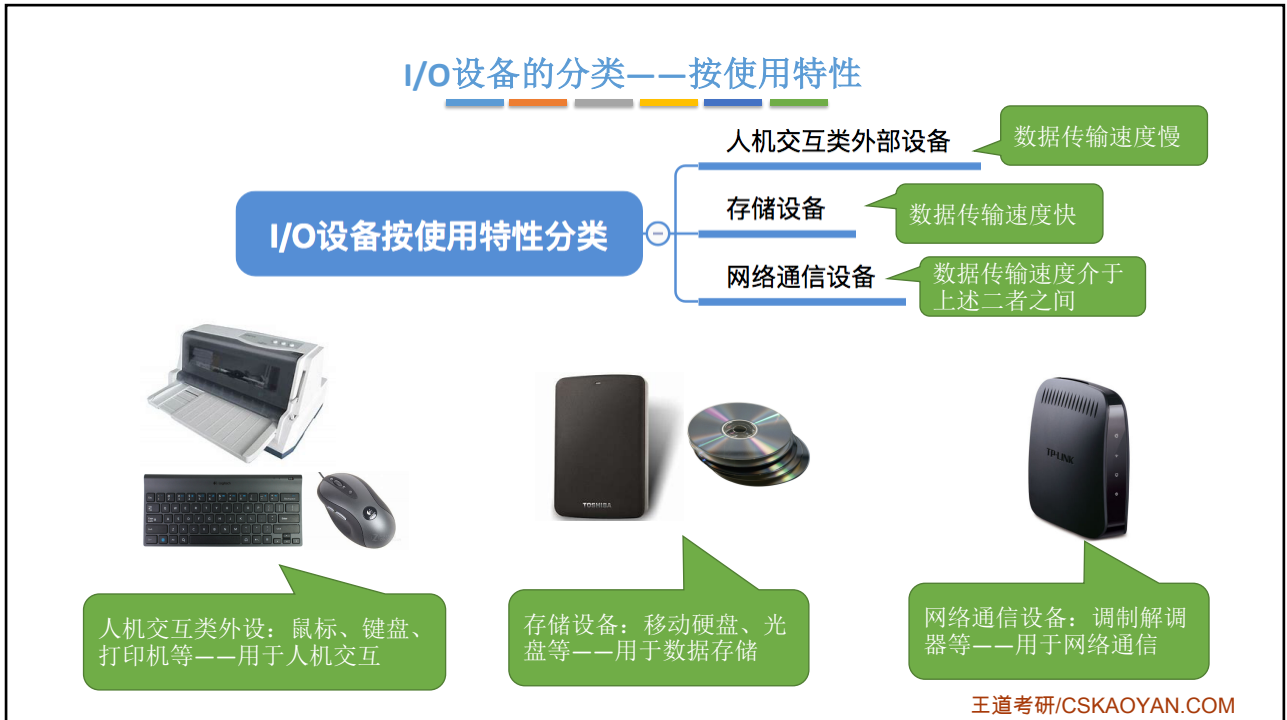 I/O设备的分类——按使用特性
人机交互类外部设备
数据传输速度慢
I/O设备按使用特性分类
存储设备
数据传输速度快
网络通信设备
数据传输速度介于
上述二者之间
TOSHIBA
TP-LINK
人机交互类外设：鼠标、键盘、
打印机等——用于人机交互
存储设备：移动硬盘、光
盘等——用于数据存储
网络通信设备：调制解调
器等——用于网络通信
王道考研/CSKAOYAN.COM